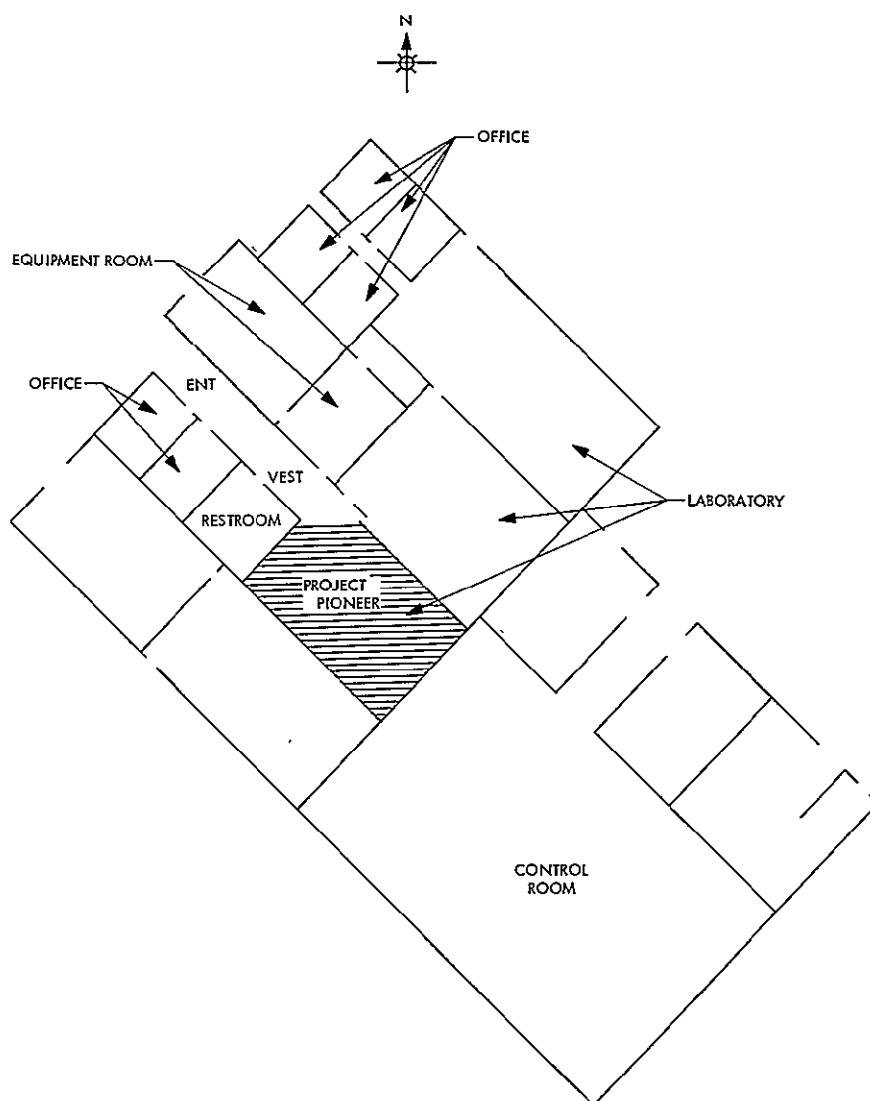 N
OFFICE
EQUIPMENT ROOM
ENT
OFFICE
VEST
LABORATORY
RESTROOM
PROJECT
PIONEER
CONTROL
ROOM